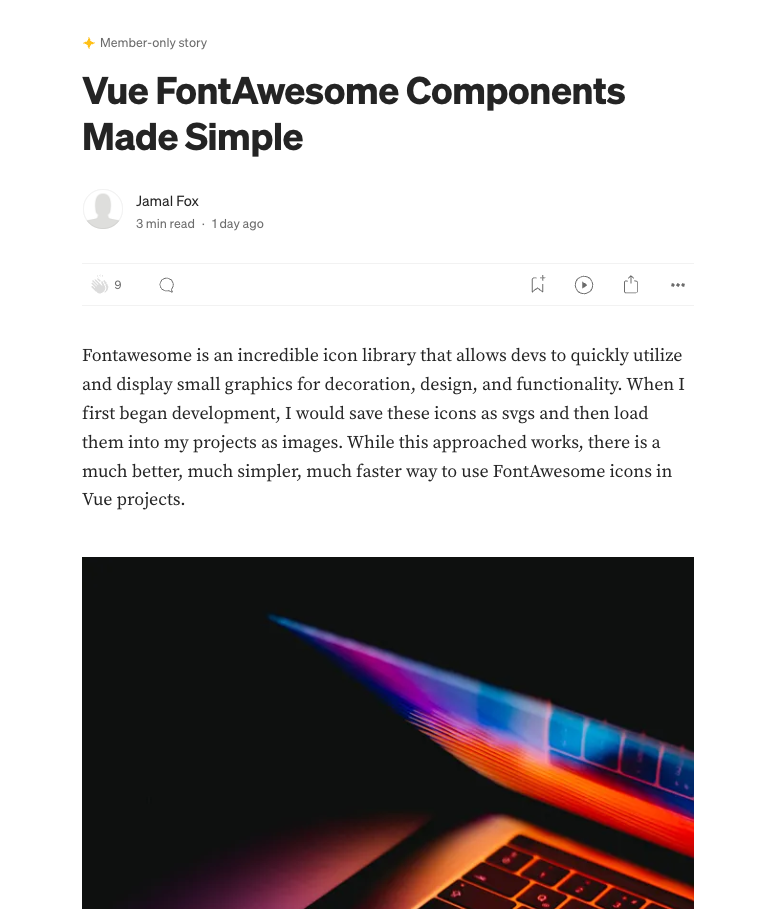 Member-only story
Vue FontAwesome Components
Made Simple
Jamal Fox
3 min read · 1 day ago
9
Fontawesome is an incredible icon library that allows devs to quickly utilize
and display small graphics for decoration, design, and functionality. When I
first began development, I would save these icons as svgs and then load
them into my projects as images. While this approached works, there is a
much better, much simpler, much faster way to use FontAwesome icons in
Vue projects.